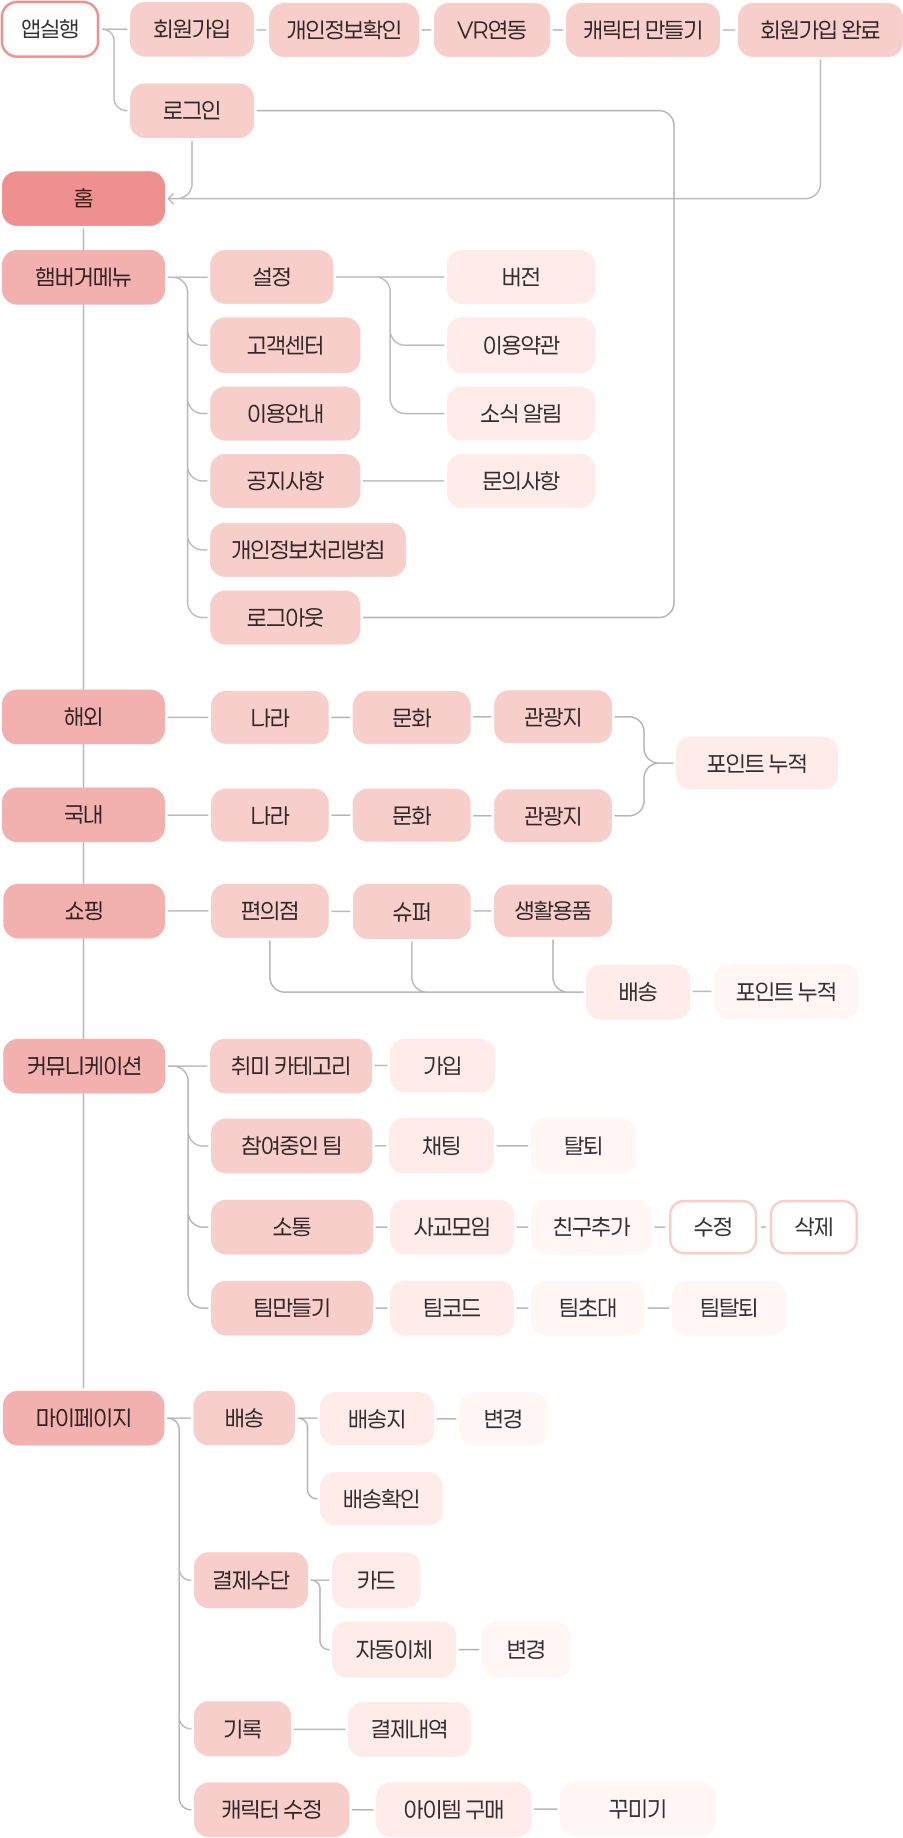 앱실행
회원가입
개인정보확인
VR연동
캐릭터 만들기
회원가입 완료
로그인
홈
햄버거메뉴
설정
버전
고객센터
이용약관
이용안내
소식 알림
공지사항
문의사항
개인정보처리방침
로그아웃
해외
나라
문화
관광지
포인트 누적
국내
나라
문화
관광지
쇼핑
편의점
슈퍼
생활용품
배송
포인트 누적
커뮤니케이션
취미 카테고리
가입
참여중인 팀
채팅
탈퇴
소통
사교모임
친구추가
수정
삭제
팀만들기
팀코드
팀초대
팀탈퇴
마이페이지
배송
배송지
변경
배송확인
결제수단
카드
자동이체
변경
기록
결제내역
캐릭터 수정
아이템 구매
꾸미기